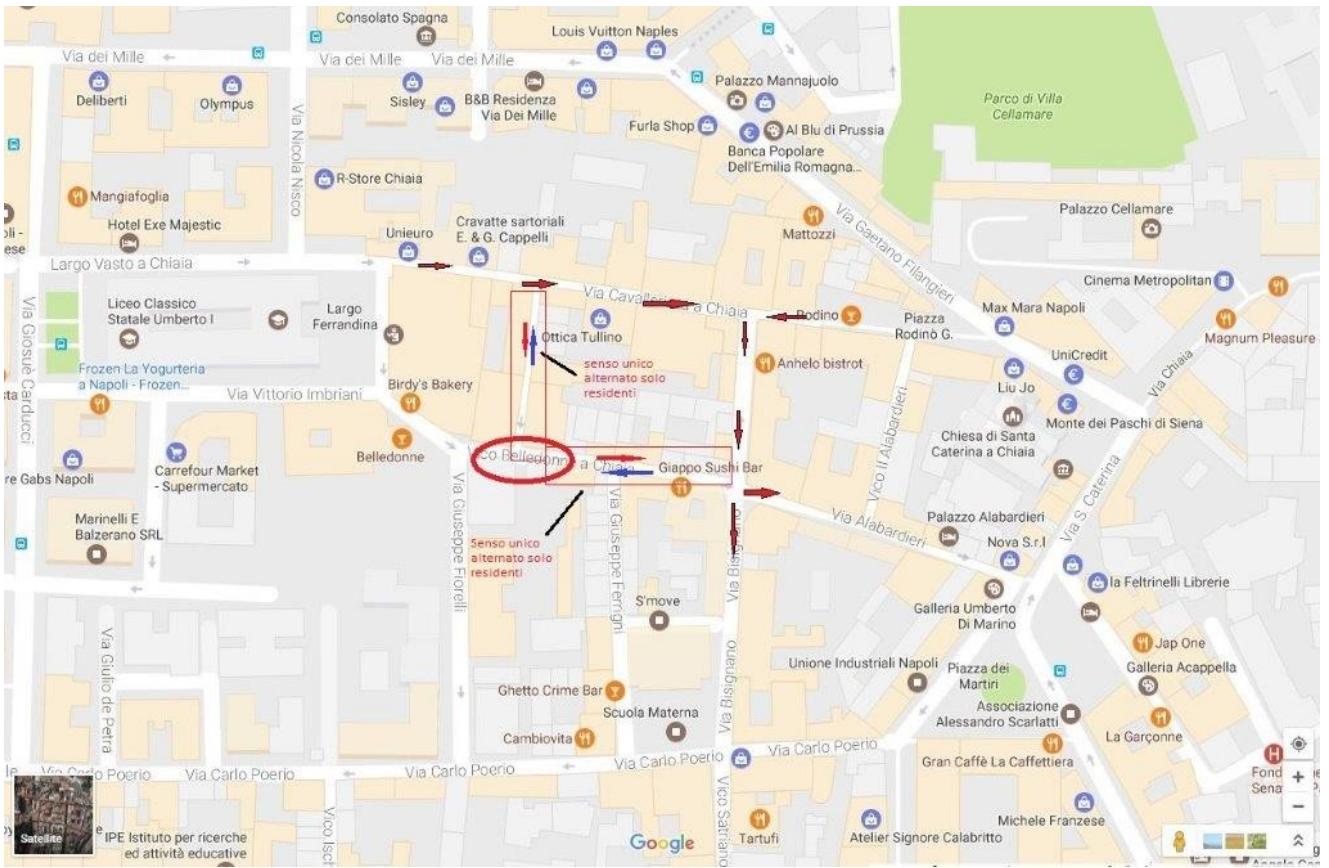 Consolato Spagna
Louis Vuitton Naples
Via dei Mille
Via dei Mille
Via dei Mille
Deliberti
Olympus
Sisley
B&B Residenza
Via Dei Mille
Palazzo Mannajuolo
Furla Shop
Al Blu di Prussia
Banca Popolare
Dell'Emilia Romagna...
Parco di Villa
Cellamare
Via Nicola Nisco
R-Store Chiaia
Mangiafoglia
Hotel Exe Majestic
Unieuro
Cravatte sartoriali
E. & G. Cappelli
Mattozzi
Via Gaetano Filangieri
Palazzo Cellamare
Largo Vasto a Chiaia
Cinema Metropolitan
Liceo Classico
Statale Umberto I
Largo
Ferrandina
Via Cavallerizza a Chiaia
Rodino
Piazza
Rodinò G.
Max Mara Napoli
Magnum Pleasure
Via Giosuè Carducci
Ottica Tullino
senso unico
alternato solo
residenti
Anhelo bistrot
UniCredit
Via Chiaia
Frozen La Yogurteria
a Napoli - Frozen...
Birdy's Bakery
Via Vittorio Imbriani
Liu Jo
Monte dei Paschi di Siena
Belledonne
Vico II Alabardieri
Chiesa di Santa
Caterina a Chiaia
re Gabs Napoli
Carrefour Market
- Supermercato
Vico Belledonne a Chiaia
Giappo Sushi Bar
Via S. Caterina
Marinelli E
Balzerano SRL
Via Giuseppe Fiorelli
Senso unico
alternato solo
residenti
Via Giuseppe Ferrigni
Via Bisignano
Via Alabardieri
Palazzo Alabardieri
Nova S.r.l
la Feltrinelli Librerie
S'move
Galleria Umberto
Di Marino
Jap One
Via Giulio de Petra
Unione Industriali Napoli
Piazza dei
Martiri
Galleria Acappella
Ghetto Crime Bar
Via Bisignano
Scuola Materna
Associazione
Alessandro Scarlatti
La Garçonne
Cambiovita
Via Carlo Poerio
Via Carlo Poerio
Via Carlo Poerio
Via Carlo Poerio
Via Carlo Poerio
Gran Caffè La Caffettiera
Satellite
IPE Istituto per ricerche
ed attività educative
Google
Tartufi
Atelier Signore Calabritto
Michele Franzese